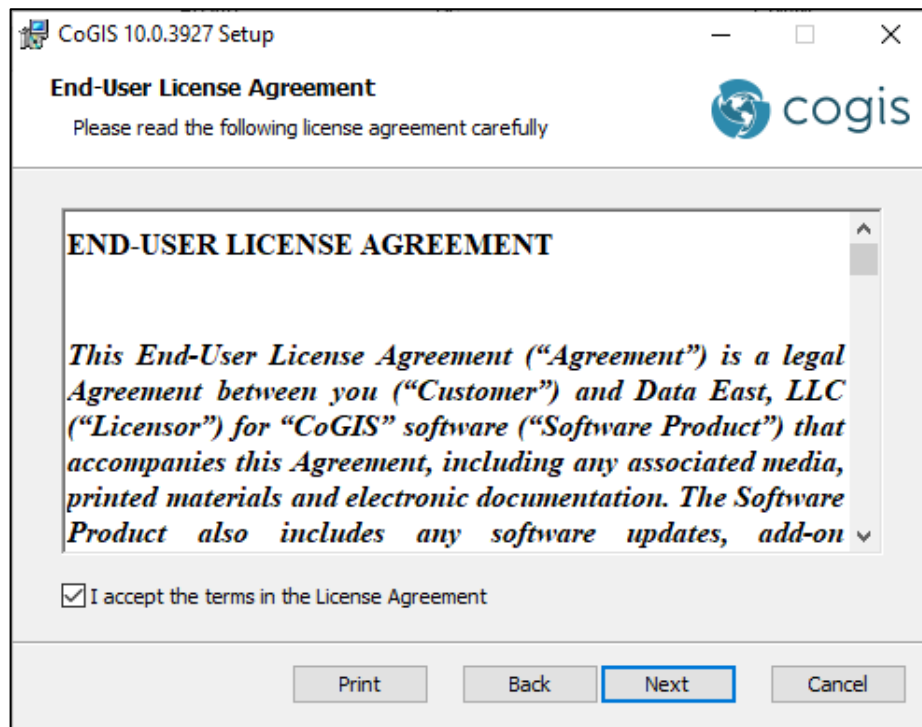 CoGIS 10.0.3927 Setup
End-User License Agreement
Please read the following license agreement carefully
cogis
END-USER LICENSE AGREEMENT
This End-User License Agreement (“Agreement”) is a legal
Agreement between you (“Customer”) and Data East, LLC
(“Licensor”) for “CoGIS” software (“Software Product”) that
accompanies this Agreement, including any associated media,
printed materials and electronic documentation. The Software
Product also includes any software updates, add-on
I accept the terms in the License Agreement
Print Back Next Cancel